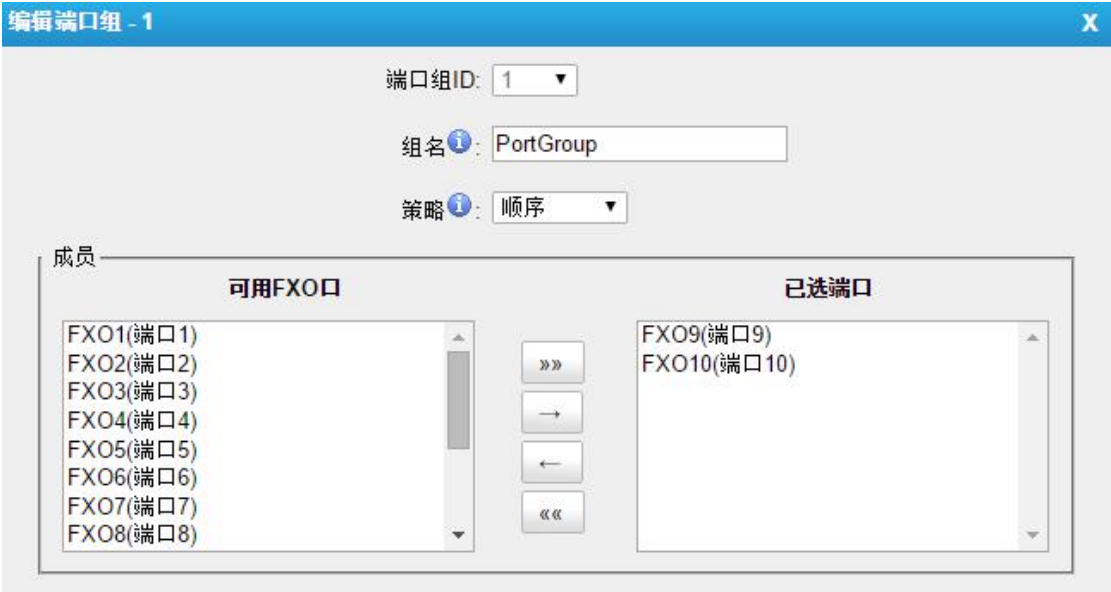 编辑端口组 - 1 X
端口组ID: 1
组名 : PortGroup
策略 : 顺序
成员
可用FXO口 已选端口
FXO1(端口1) FXO9(端口9)
FXO2(端口2) FXO10(端口10)
FXO3(端口3)
FXO4(端口4)
FXO5(端口5)
FXO6(端口6)
FXO7(端口7)
FXO8(端口8)
»»
→
←
««